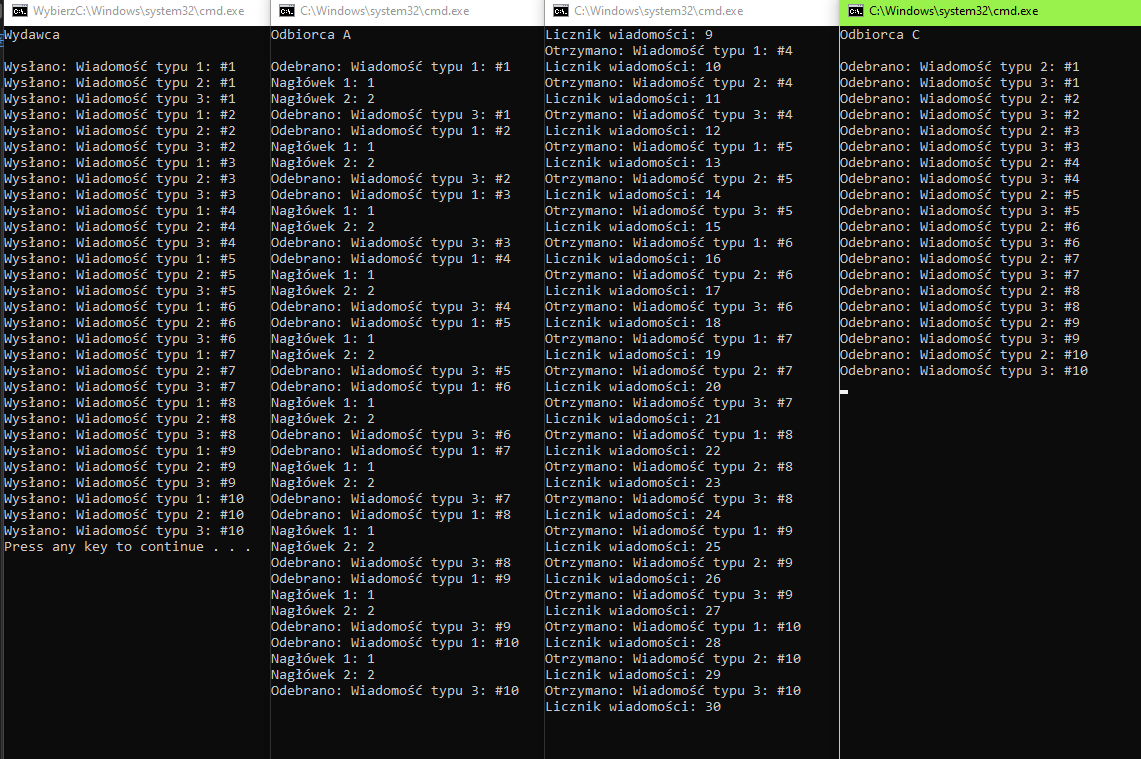 WybierzC:\Windows\system32\cmd.exe
Wydawca
Wysłano: Wiadomość typu 1: #1
Wysłano: Wiadomość typu 2: #1
Wysłano: Wiadomość typu 3: #1
Wysłano: Wiadomość typu 1: #2
Wysłano: Wiadomość typu 2: #2
Wysłano: Wiadomość typu 3: #2
Wysłano: Wiadomość typu 1: #3
Wysłano: Wiadomość typu 2: #3
Wysłano: Wiadomość typu 3: #3
Wysłano: Wiadomość typu 1: #4
Wysłano: Wiadomość typu 2: #4
Wysłano: Wiadomość typu 3: #4
Wysłano: Wiadomość typu 1: #5
Wysłano: Wiadomość typu 2: #5
Wysłano: Wiadomość typu 3: #5
Wysłano: Wiadomość typu 1: #6
Wysłano: Wiadomość typu 2: #6
Wysłano: Wiadomość typu 3: #6
Wysłano: Wiadomość typu 1: #7
Wysłano: Wiadomość typu 2: #7
Wysłano: Wiadomość typu 3: #7
Wysłano: Wiadomość typu 1: #8
Wysłano: Wiadomość typu 2: #8
Wysłano: Wiadomość typu 3: #8
Wysłano: Wiadomość typu 1: #9
Wysłano: Wiadomość typu 2: #9
Wysłano: Wiadomość typu 3: #9
Wysłano: Wiadomość typu 1: #10
Wysłano: Wiadomość typu 2: #10
Wysłano: Wiadomość typu 3: #10
Press any key to continue . . .
C:\Windows\system32\cmd.exe
Odbiorca A
Odebrano: Wiadomość typu 1: #1
Nagłówek 1: 1
Nagłówek 2: 2
Odebrano: Wiadomość typu 3: #1
Odebrano: Wiadomość typu 1: #2
Nagłówek 1: 1
Nagłówek 2: 2
Odebrano: Wiadomość typu 3: #2
Odebrano: Wiadomość typu 1: #3
Nagłówek 1: 1
Nagłówek 2: 2
Odebrano: Wiadomość typu 3: #3
Odebrano: Wiadomość typu 1: #4
Nagłówek 1: 1
Nagłówek 2: 2
Odebrano: Wiadomość typu 3: #4
Odebrano: Wiadomość typu 1: #5
Nagłówek 1: 1
Nagłówek 2: 2
Odebrano: Wiadomość typu 3: #5
Odebrano: Wiadomość typu 1: #6
Nagłówek 1: 1
Nagłówek 2: 2
Odebrano: Wiadomość typu 3: #6
Odebrano: Wiadomość typu 1: #7
Nagłówek 1: 1
Nagłówek 2: 2
Odebrano: Wiadomość typu 3: #7
Odebrano: Wiadomość typu 1: #8
Nagłówek 1: 1
Nagłówek 2: 2
Odebrano: Wiadomość typu 3: #8
Odebrano: Wiadomość typu 1: #9
Nagłówek 1: 1
Nagłówek 2: 2
Odebrano: Wiadomość typu 3: #9
Odebrano: Wiadomość typu 1: #10
Nagłówek 1: 1
Nagłówek 2: 2
Odebrano: Wiadomość typu 3: #10
C:\Windows\system32\cmd.exe
Licznik wiadomości: 9
Otrzymano: Wiadomość typu 1: #4
Licznik wiadomości: 10
Otrzymano: Wiadomość typu 2: #4
Licznik wiadomości: 11
Otrzymano: Wiadomość typu 3: #4
Licznik wiadomości: 12
Otrzymano: Wiadomość typu 1: #5
Licznik wiadomości: 13
Otrzymano: Wiadomość typu 2: #5
Licznik wiadomości: 14
Otrzymano: Wiadomość typu 3: #5
Licznik wiadomości: 15
Otrzymano: Wiadomość typu 1: #6
Licznik wiadomości: 16
Otrzymano: Wiadomość typu 2: #6
Licznik wiadomości: 17
Otrzymano: Wiadomość typu 3: #6
Licznik wiadomości: 18
Otrzymano: Wiadomość typu 1: #7
Licznik wiadomości: 19
Otrzymano: Wiadomość typu 2: #7
Licznik wiadomości: 20
Otrzymano: Wiadomość typu 3: #7
Licznik wiadomości: 21
Otrzymano: Wiadomość typu 1: #8
Licznik wiadomości: 22
Otrzymano: Wiadomość typu 2: #8
Licznik wiadomości: 23
Otrzymano: Wiadomość typu 3: #8
Licznik wiadomości: 24
Otrzymano: Wiadomość typu 1: #9
Licznik wiadomości: 25
Otrzymano: Wiadomość typu 2: #9
Licznik wiadomości: 26
Otrzymano: Wiadomość typu 3: #9
Licznik wiadomości: 27
Otrzymano: Wiadomość typu 1: #10
Licznik wiadomości: 28
Otrzymano: Wiadomość typu 2: #10
Licznik wiadomości: 29
Otrzymano: Wiadomość typu 3: #10
Licznik wiadomości: 30
C:\Windows\system32\cmd.exe
Odbiorca C
Odebrano: Wiadomość typu 2: #1
Odebrano: Wiadomość typu 3: #1
Odebrano: Wiadomość typu 2: #2
Odebrano: Wiadomość typu 3: #2
Odebrano: Wiadomość typu 2: #3
Odebrano: Wiadomość typu 3: #3
Odebrano: Wiadomość typu 2: #4
Odebrano: Wiadomość typu 3: #4
Odebrano: Wiadomość typu 2: #5
Odebrano: Wiadomość typu 3: #5
Odebrano: Wiadomość typu 2: #6
Odebrano: Wiadomość typu 3: #6
Odebrano: Wiadomość typu 2: #7
Odebrano: Wiadomość typu 3: #7
Odebrano: Wiadomość typu 2: #8
Odebrano: Wiadomość typu 3: #8
Odebrano: Wiadomość typu 2: #9
Odebrano: Wiadomość typu 3: #9
Odebrano: Wiadomość typu 2: #10
Odebrano: Wiadomość typu 3: #10